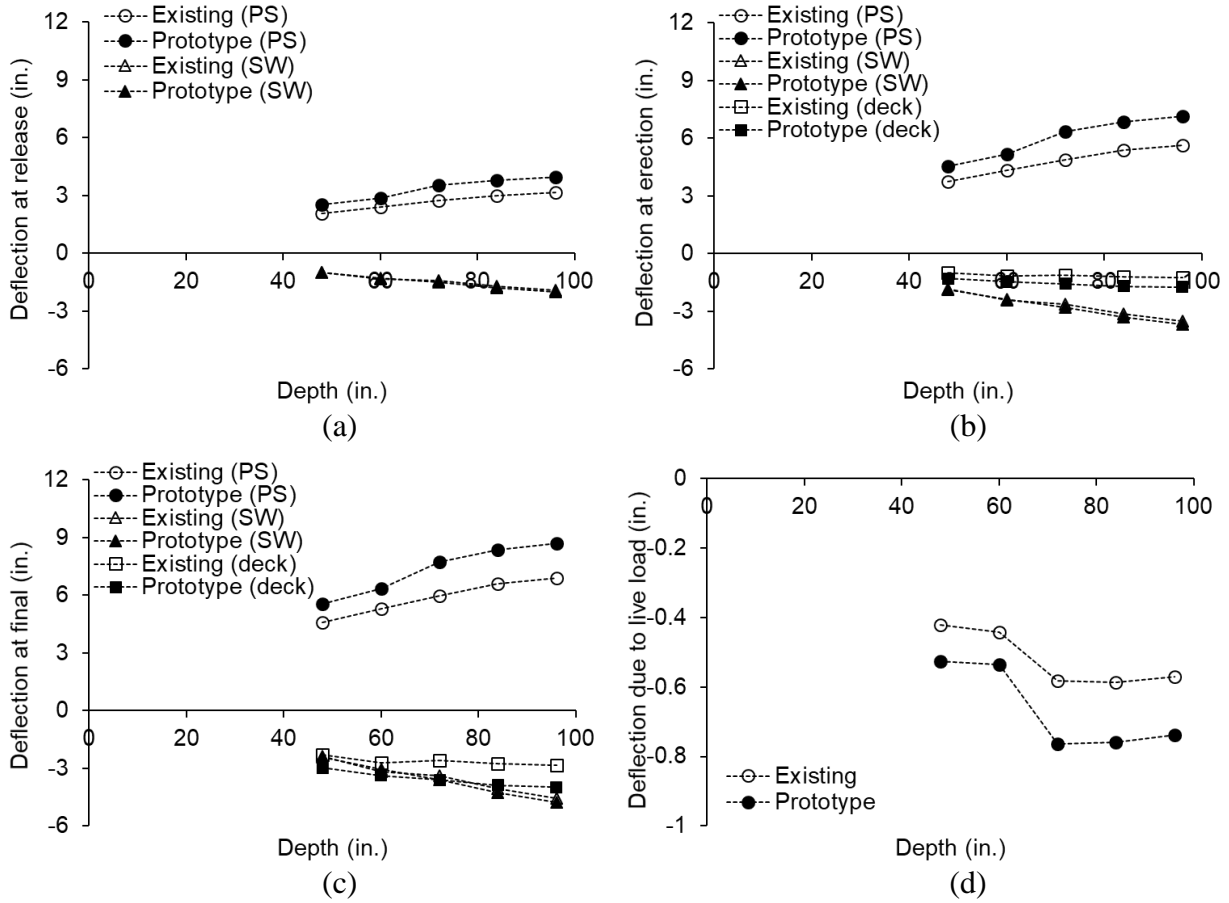 Existing (PS)
Prototype (PS)
Existing (SW)
Prototype (SW)
Deflection at release (in.)
12
9
6
3
0
-3
-6
0 20 40 60 80 100
Depth (in.)
(a)
Existing (PS)
Prototype (PS)
Existing (SW)
Prototype (SW)
Existing (deck)
Prototype (deck)
Deflection at erection (in.)
12
9
6
3
0
-3
-6
0 20 40 60 80 100
Depth (in.)
(b)
Existing (PS)
Prototype (PS)
Existing (SW)
Prototype (SW)
Existing (deck)
Prototype (deck)
Deflection at final (in.)
12
9
6
3
0
-3
-6
0 20 40 60 80 100
Depth (in.)
(c)
Deflection due to live load (in.)
0
-0.2
-0.4
-0.6
-0.8
-1
0 20 40 60 80 100
Existing
Prototype
Depth (in.)
(d)